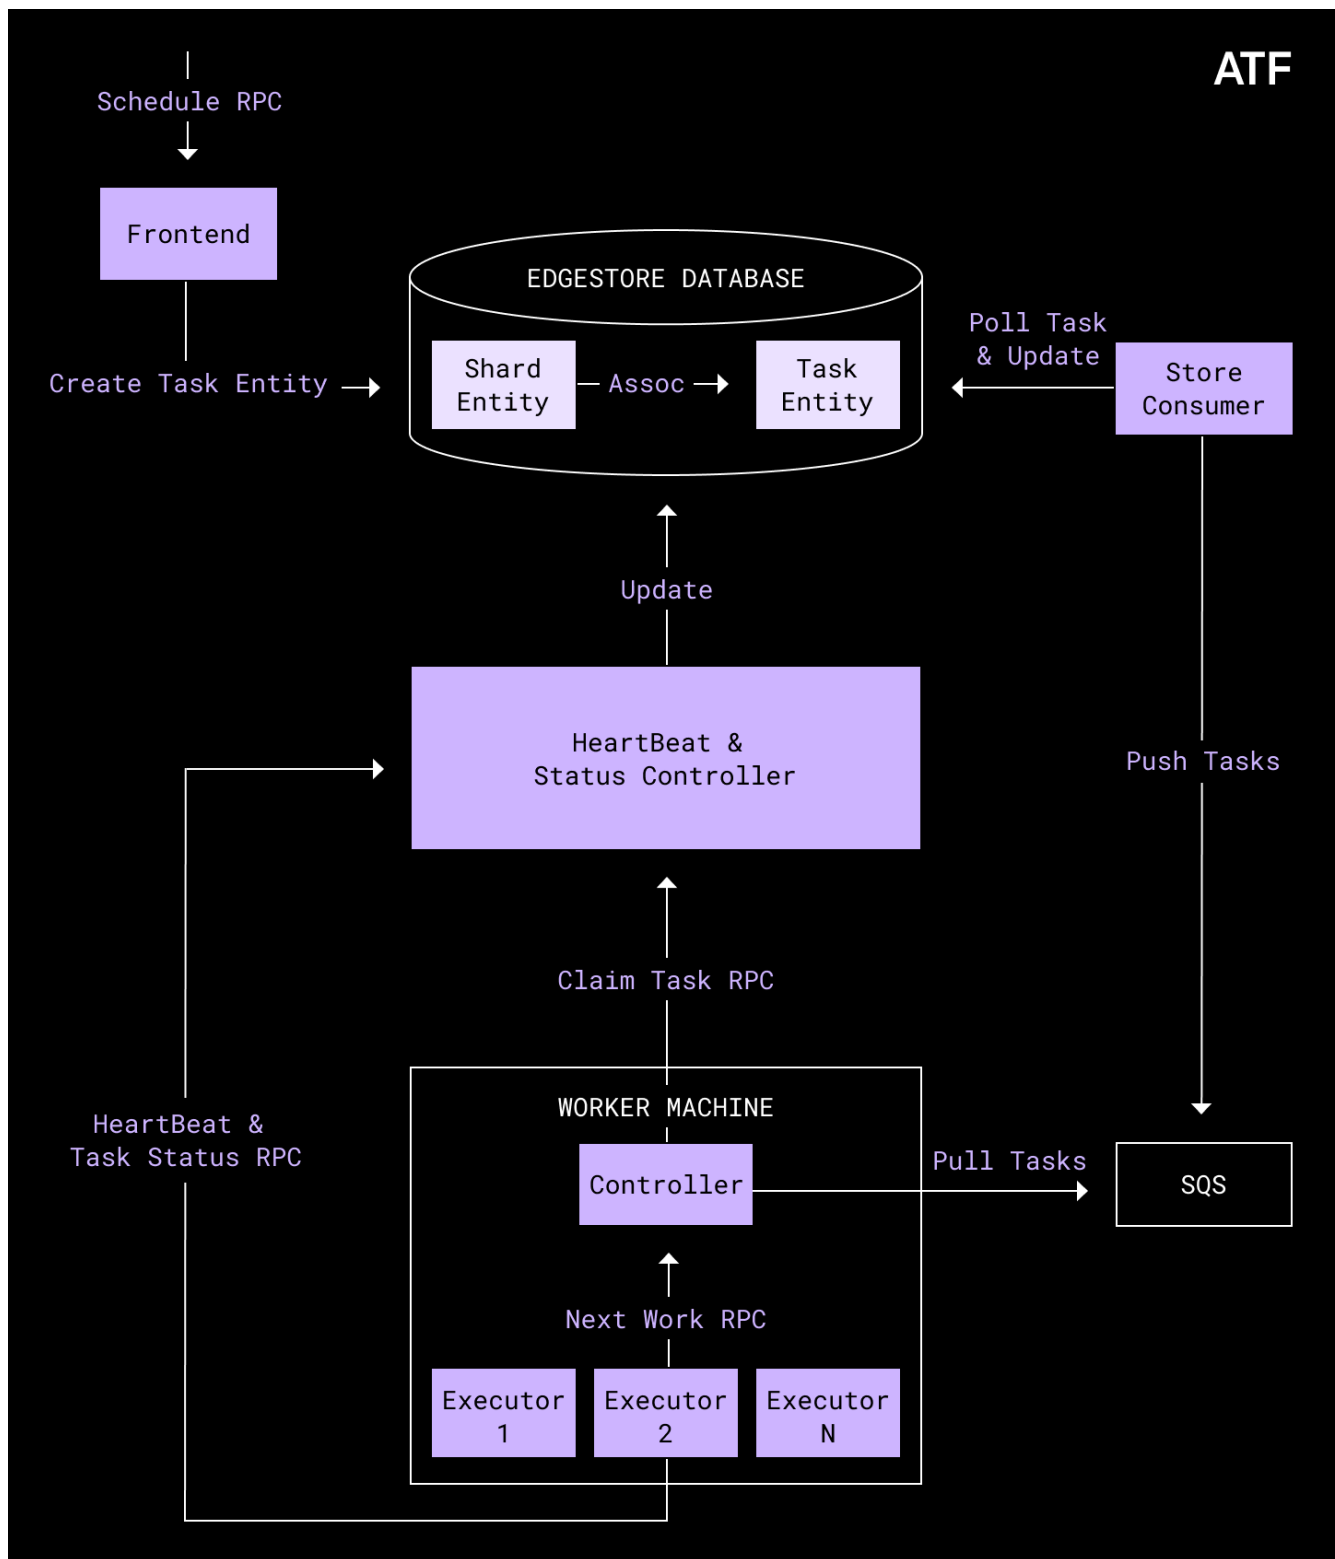 ATF
Schedule RPC
Frontend
Create Task Entity
EDGESTORE DATABASE
Shard
Entity
Assoc
Task
Entity
Poll Task
& Update
Store
Consumer
Update
HeartBeat &
Status Controller
Push Tasks
Claim Task RPC
HeartBeat &
Task Status RPC
WORKER MACHINE
Controller
Pull Tasks
SQS
Next Work RPC
Executor
1
Executor
2
Executor
N